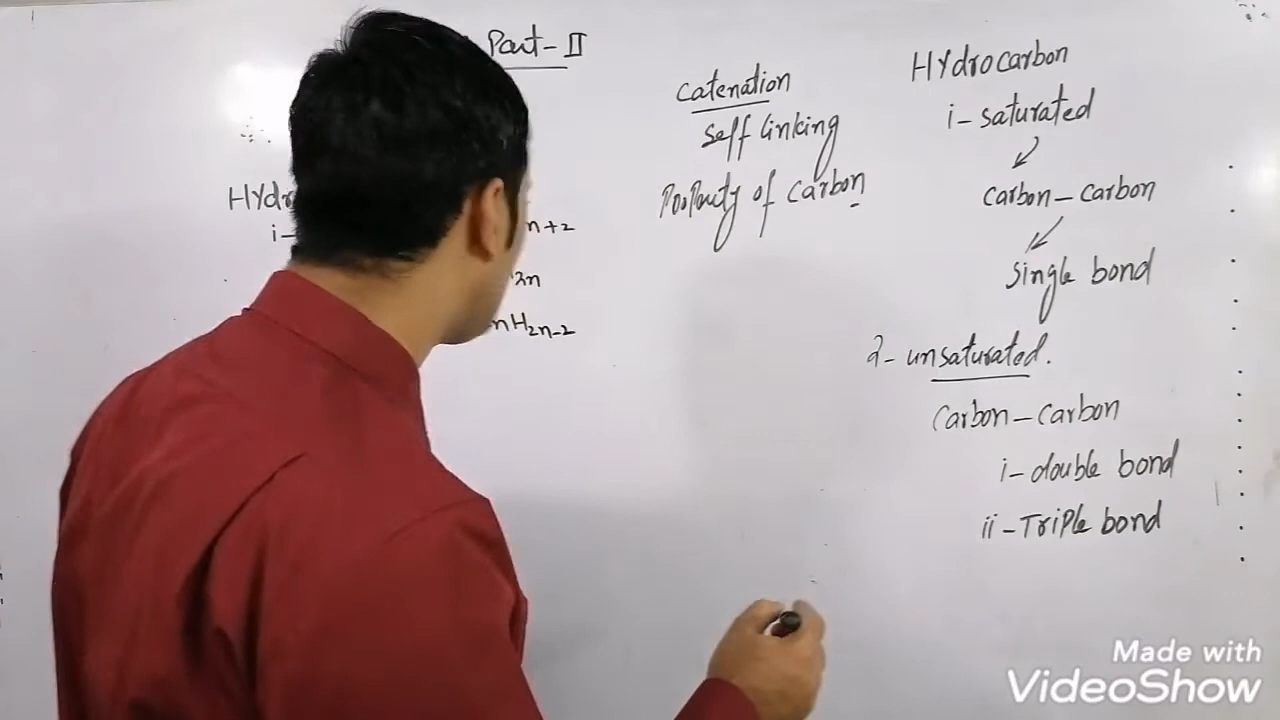 Part-II
Hydro
i-
n+2
2n
nH2n-2
Catenation
Self linking
Property of Carbon
Hydrocarbon
i-saturated
Carbon-Carbon
Single bond
2-unsaturated.
Carbon-Carbon
i-double bond
ii-Triple bond
Made with
VideoShow